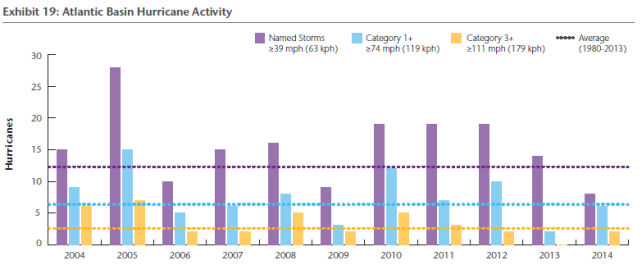 Exhibit 19: Atlantic Basin Hurricane Activity
Named Storms Category 1+ Category 3+ Average
≥39 mph (63 kph) ≥74 mph (119 kph) ≥111 mph (179 kph) (1980-2013)
30
25
20
15
10
5
0
Hurricanes
2004 2005 2006 2007 2008 2009 2010 2011 2012 2013 2014